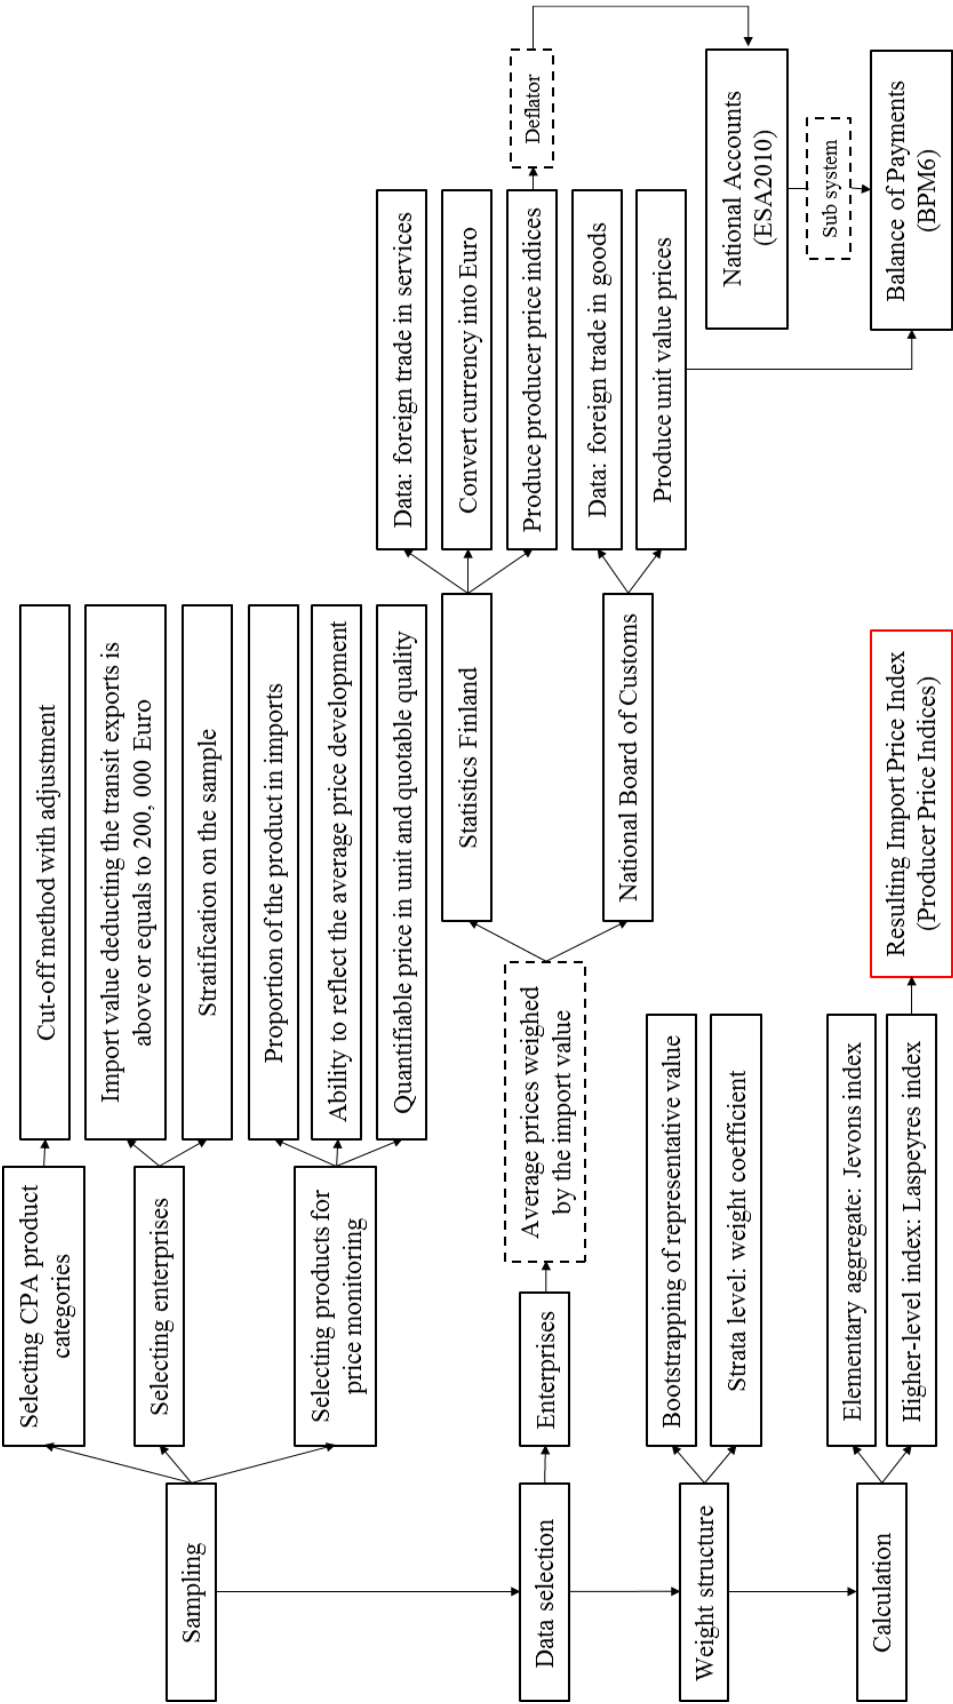 Sampling
Selecting CPA product
categories
Cut-off method with adjustment
Selecting enterprises
Import value deducting the transit exports is
above or equals to 200, 000 Euro
Stratification on the sample
Selecting products for
price monitoring
Proportion of the product in imports
Ability to reflect the average price development
Quantifiable price in unit and quotable quality
Data selection
Enterprises
Average prices weighed
by the import value
Statistics Finland
Data: foreign trade in services
Convert currency into Euro
Produce producer price indices
Deflator
National Board of Customs
Data: foreign trade in goods
Produce unit value prices
National Accounts
(ESA2010)
Sub system
Balance of Payments
(BPM6)
Weight structure
Bootstrapping of representative value
Strata level: weight coefficient
Calculation
Elementary aggregate: Jevons index
Higher-level index: Laspeyres index
Resulting Import Price Index
(Producer Price Indices)